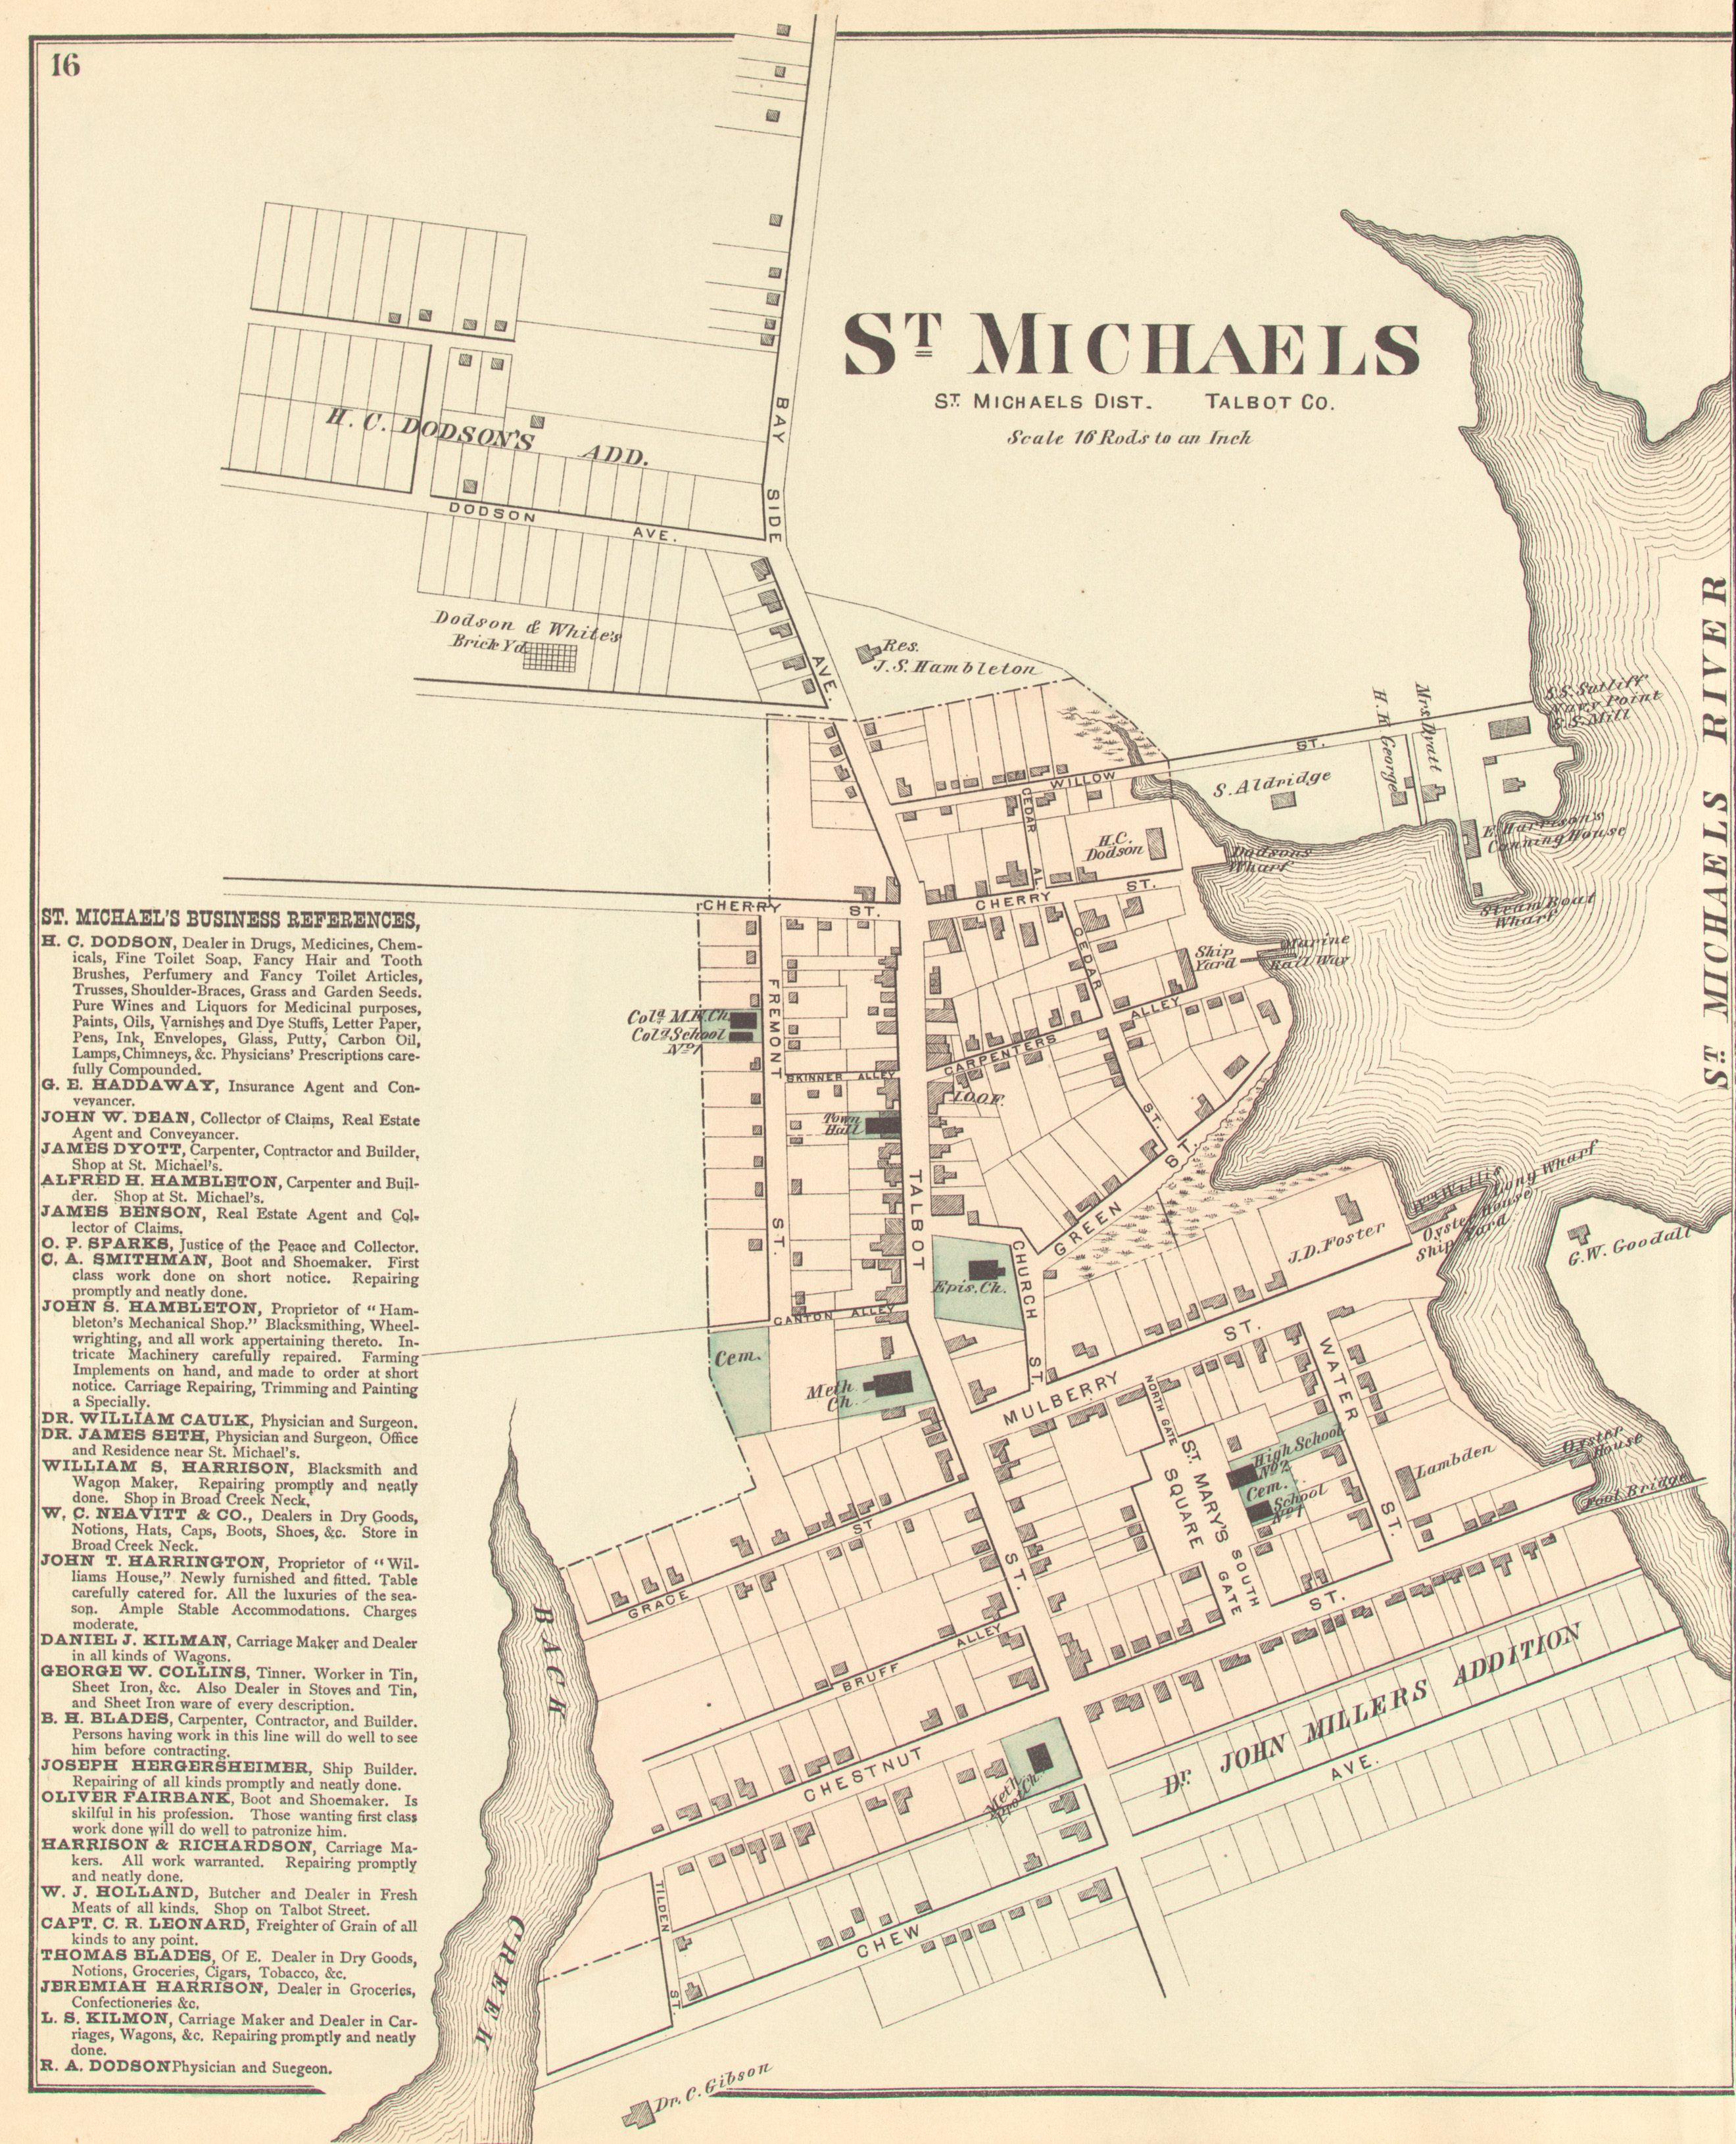 16
ST. MICHAELS
ST. MICHAELS DIST. TALBOT CO.
Scale 16 Rods to an Inch
BAY SIDE AVE.
H. C. DODSON'S ADD.
DODSON AVE.
Dodson & White's
Brick Yd
Res.
J.S. Hambleton
ST. MICHAELS RIVER
S.S. Satliff
Navy Point
S.S. Mill
H. K. George
Mrs. Dyatt
WILLOW ST.
S. Aldridge
CEDAR AL.
H.C.
Dodson
E. Harrison's
Canning House
Dodsons
Wharf
Steam Boat
Wharf
CHERRY ST.
CHERRY ST.
Ship
Yard
Marine
Rail Way
CEDAR
ALLEY
FREMONT ST.
Cold. M.E. Ch.
Cold. School
No. 1
CARPENTERS
SKINNER ALLEY
I.O.O.F.
Town
Hall
ST.
TALBOT ST.
GREEN ST.
Wm. Willis
Long Wharf
Oyster House
Ship Yard
J.D. Foster
G.W. Goodall
Epis. Ch.
CHURCH ST.
CANTON ALLEY
Cem.
Meth.
Ch.
MULBERRY ST.
WATER ST.
NORTH GATE
ST. MARY'S
SQUARE
High School
No. 2
Cem.
School
No. 1
SOUTH
GATE
Lambden
Oyster
House
Foot Bridge
GRACE ST
BRUFF ALLEY
CHESTNUT ST.
Dr. JOHN MILLERS ADDITION
AVE.
Meth.
Prot. Ch.
TILDEN ST.
CHEW
BACK CREEK
Dr. C. Gibson
ST. MICHAEL'S BUSINESS REFERENCES,
H. C. DODSON, Dealer in Drugs, Medicines, Chem-
icals, Fine Toilet Soap, Fancy Hair and Tooth
Brushes, Perfumery and Fancy Toilet Articles,
Trusses, Shoulder-Braces, Grass and Garden Seeds.
Pure Wines and Liquors for Medicinal purposes,
Paints, Oils, Varnishes and Dye Stuffs, Letter Paper,
Pens, Ink, Envelopes, Glass, Putty, Carbon Oil,
Lamps, Chimneys, &c. Physicians' Prescriptions care-
fully Compounded.
G. E. HADDAWAY, Insurance Agent and Con-
veyancer.
JOHN W. DEAN, Collector of Claims, Real Estate
Agent and Conveyancer.
JAMES DYOTT, Carpenter, Contractor and Builder,
Shop at St. Michael's.
ALFRED H. HAMBLETON, Carpenter and Buil-
der. Shop at St. Michael's.
JAMES BENSON, Real Estate Agent and Col-
lector of Claims.
O. P. SPARKS, Justice of the Peace and Collector.
C. A. SMITHMAN, Boot and Shoemaker. First
class work done on short notice. Repairing
promptly and neatly done.
JOHN S. HAMBLETON, Proprietor of "Ham-
bleton's Mechanical Shop." Blacksmithing, Wheel-
wrighting, and all work appertaining thereto. In-
tricate Machinery carefully repaired. Farming
Implements on hand, and made to order at short
notice. Carriage Repairing, Trimming and Painting
a Specially.
DR. WILLIAM CAULK, Physician and Surgeon.
DR. JAMES SETH, Physician and Surgeon, Office
and Residence near St. Michael's.
WILLIAM S. HARRISON, Blacksmith and
Wagon Maker. Repairing promptly and neatly
done. Shop in Broad Creek Neck.
W. C. NEAVITT & CO., Dealers in Dry Goods,
Notions, Hats, Caps, Boots, Shoes, &c. Store in
Broad Creek Neck.
JOHN T. HARRINGTON, Proprietor of "Wil-
liams House," Newly furnished and fitted. Table
carefully catered for. All the luxuries of the sea-
son. Ample Stable Accommodations. Charges
moderate.
DANIEL J. KILMAN, Carriage Maker and Dealer
in all kinds of Wagons.
GEORGE W. COLLINS, Tinner. Worker in Tin,
Sheet Iron, &c. Also Dealer in Stoves and Tin,
and Sheet Iron ware of every description.
B. H. BLADES, Carpenter, Contractor, and Builder.
Persons having work in this line will do well to see
him before contracting.
JOSEPH HERGERSHEIMER, Ship Builder.
Repairing of all kinds promptly and neatly done.
OLIVER FAIRBANK, Boot and Shoemaker. Is
skilful in his profession. Those wanting first class
work done will do well to patronize him.
HARRISON & RICHARDSON, Carriage Ma-
kers. All work warranted. Repairing promptly
and neatly done.
W. J. HOLLAND, Butcher and Dealer in Fresh
Meats of all kinds. Shop on Talbot Street.
CAPT. C. R. LEONARD, Freighter of Grain of all
kinds to any point.
THOMAS BLADES, Of E. Dealer in Dry Goods,
Notions, Groceries, Cigars, Tobacco, &c.
JEREMIAH HARRISON, Dealer in Groceries,
Confectioneries &c.
L. S. KILMON, Carriage Maker and Dealer in Car-
riages, Wagons, &c. Repairing promptly and neatly
done.
R. A. DODSON Physician and Suegeon.